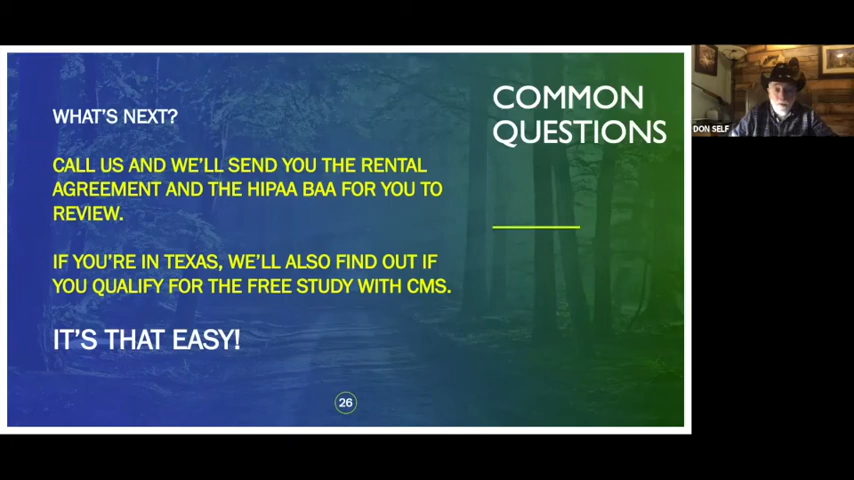 WHAT'S NEXT?
CALL US AND WE'LL SEND YOU THE RENTAL
AGREEMENT AND THE HIPAA BAA FOR YOU TO
REVIEW.
IF YOU'RE IN TEXAS, WE'LL ALSO FIND OUT IF
YOU QUALIFY FOR THE FREE STUDY WITH CMS.
IT'S THAT EASY!
COMMON
QUESTIONS
26
DON SELF